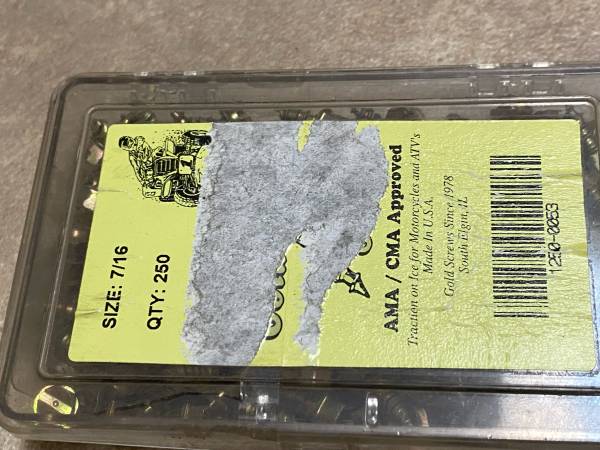 SIZE: 7/16
QTY: 250
AMA / CMA Approved
Traction on Ice for Motorcycles and ATV's
Made In U.S.A.
Gold Screws Since 1978
South Elgin, IL
12E0-0053